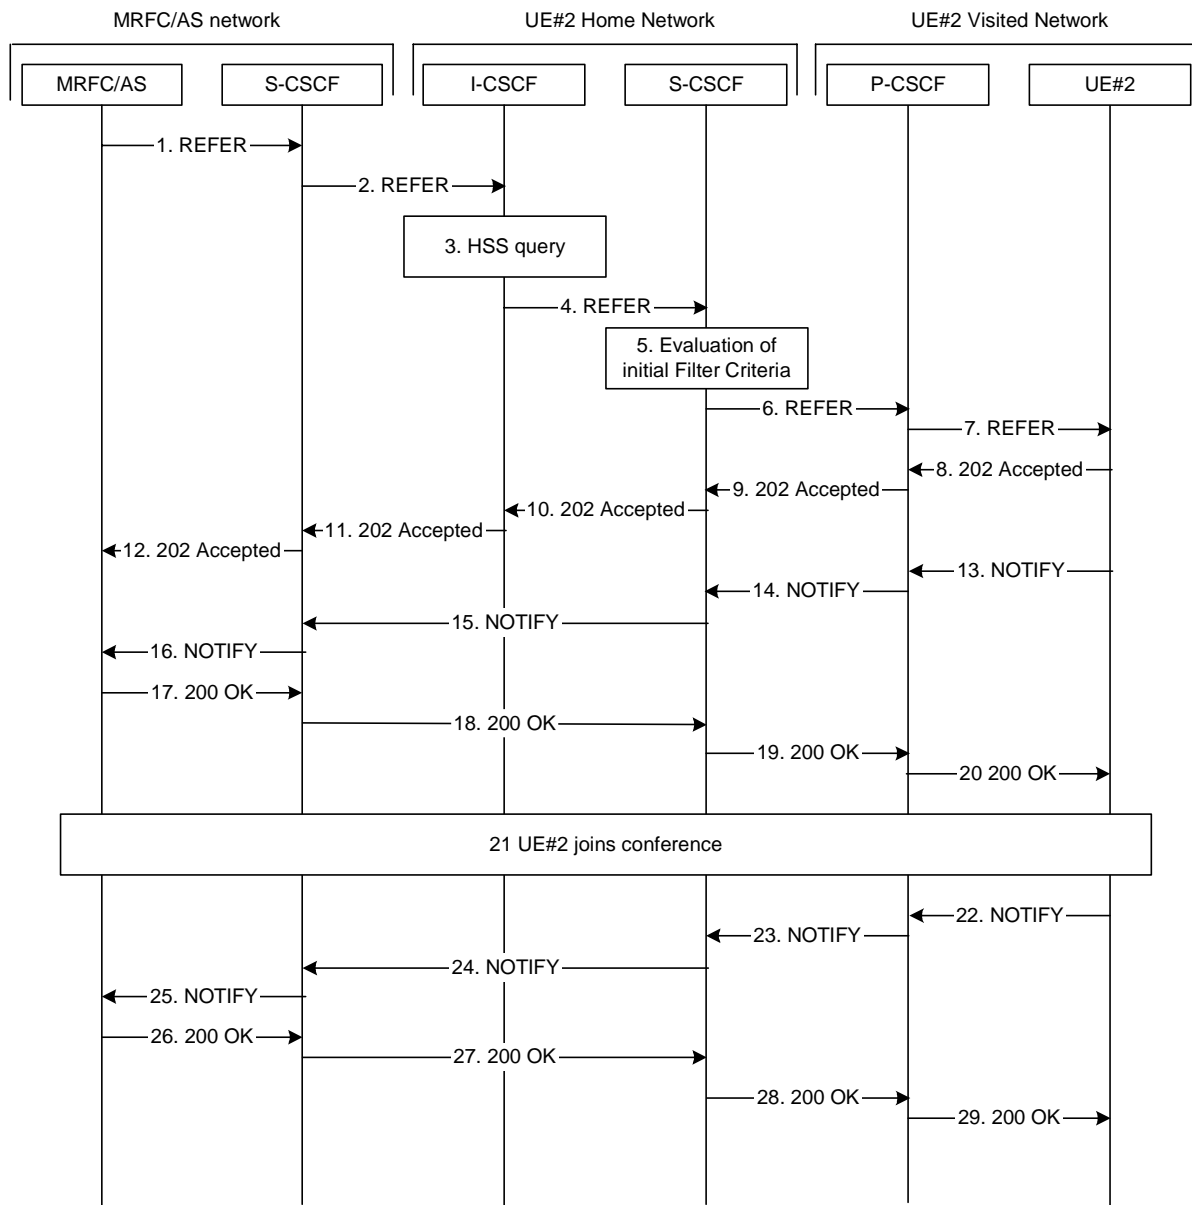 MRFC/AS network
UE#2 Home Network
UE#2 Visited Network
MRFC/AS
S-CSCF
I-CSCF
S-CSCF
P-CSCF
UE#2
1. REFER
2. REFER
3. HSS query
4. REFER
5. Evaluation of
initial Filter Criteria
6. REFER
7. REFER
8. 202 Accepted
9. 202 Accepted
10. 202 Accepted
11. 202 Accepted
12. 202 Accepted
13. NOTIFY
14. NOTIFY
15. NOTIFY
16. NOTIFY
17. 200 OK
18. 200 OK
19. 200 OK
20 200 OK
21 UE#2 joins conference
22. NOTIFY
23. NOTIFY
24. NOTIFY
25. NOTIFY
26. 200 OK
27. 200 OK
28. 200 OK
29. 200 OK